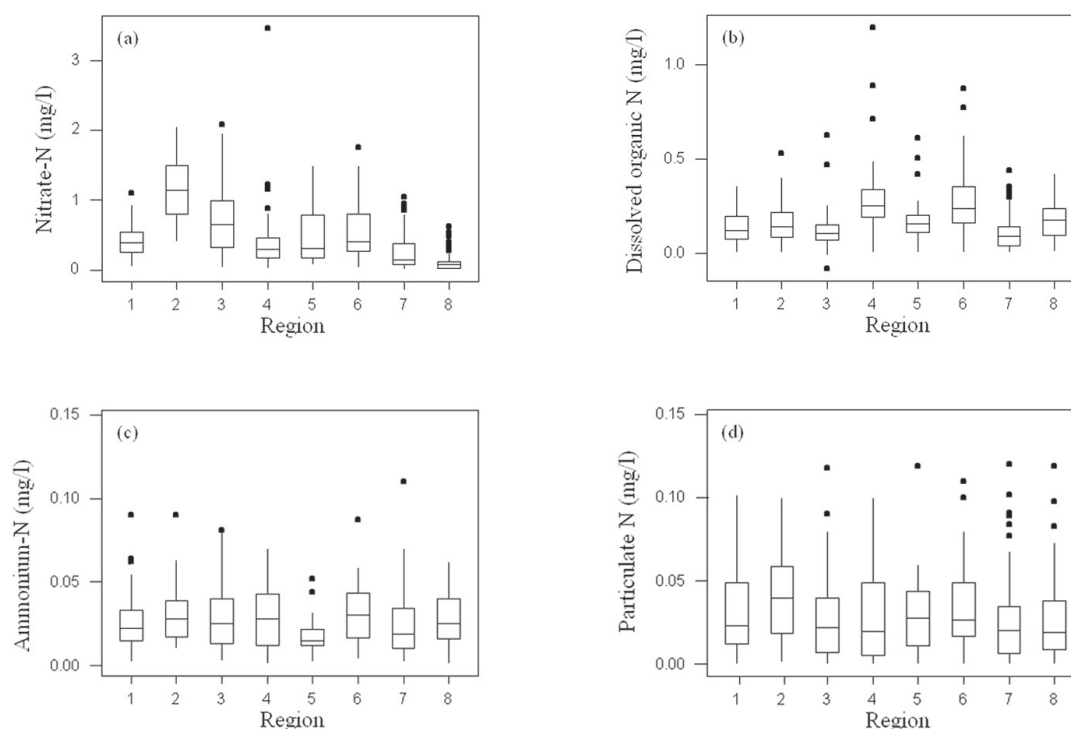 (a)
Nitrate-N (mg/l)
3
2
1
0
1 2 3 4 5 6 7 8
Region
(b)
Dissolved organic N (mg/l)
1.0
0.5
0.0
1 2 3 4 5 6 7 8
Region
(c)
Ammonium-N (mg/l)
0.15
0.10
0.05
0.00
1 2 3 4 5 6 7 8
Region
(d)
Particulate N (mg/l)
0.15
0.10
0.05
0.00
1 2 3 4 5 6 7 8
Region